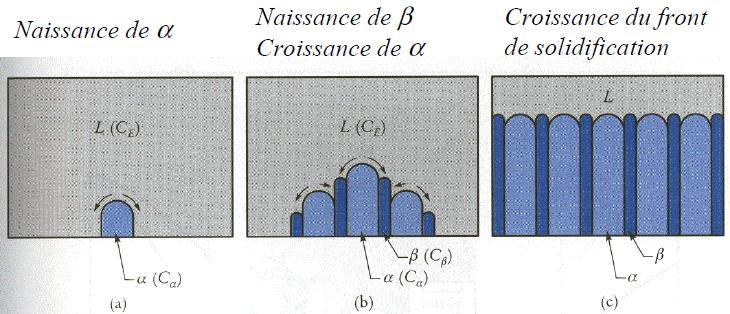 Naissance de α
Naissance de β
Croissance de α
Croissance du front
de solidification
L (C_E)
α (C_α)
(a)
L (C_E)
β (C_β)
α (C_α)
(b)
L
β
α
(c)